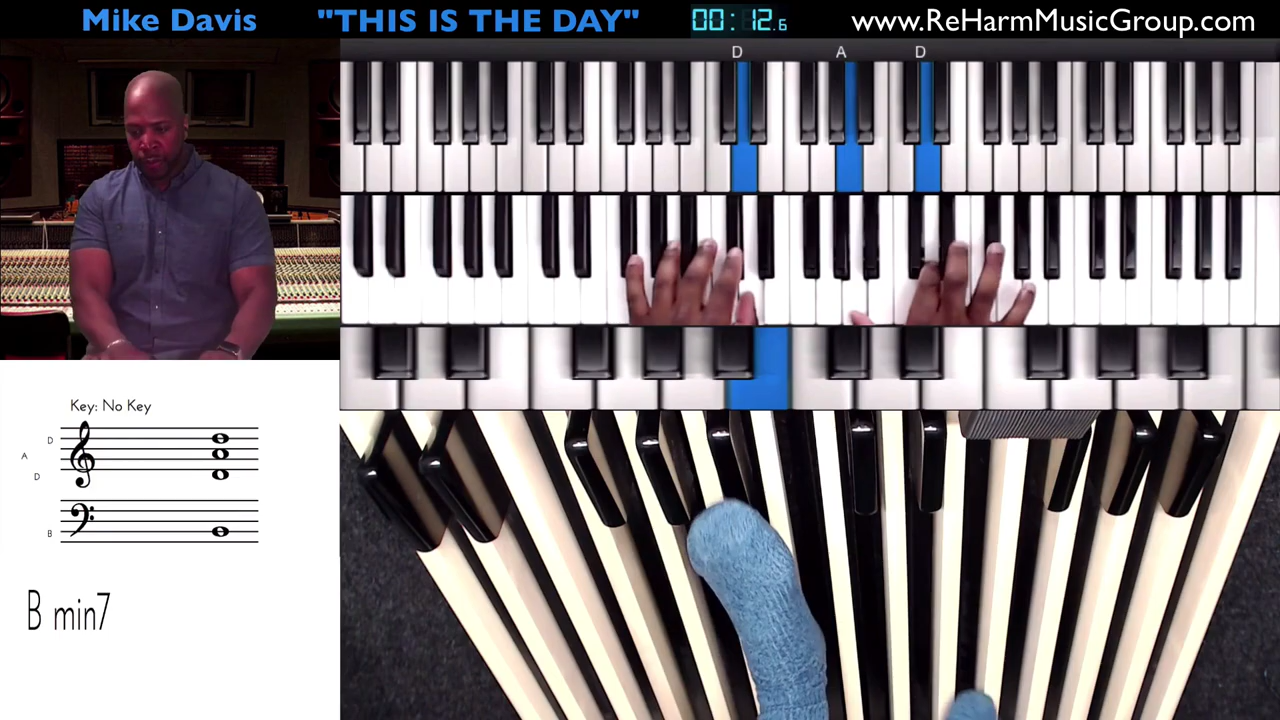 Mike Davis
"THIS IS THE DAY"
00:12.6
www.ReHarmMusicGroup.com
D A D
Key: No Key
D
A
D
B
B min7